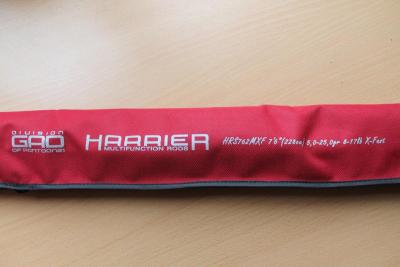 DIVISION
GAD
OF PONTOON21
HARRIER
MULTIFUNCTION RODS
HRS762MXF 7'6"(228cm) 5,0-25,0gr 6-17lb X-Fast